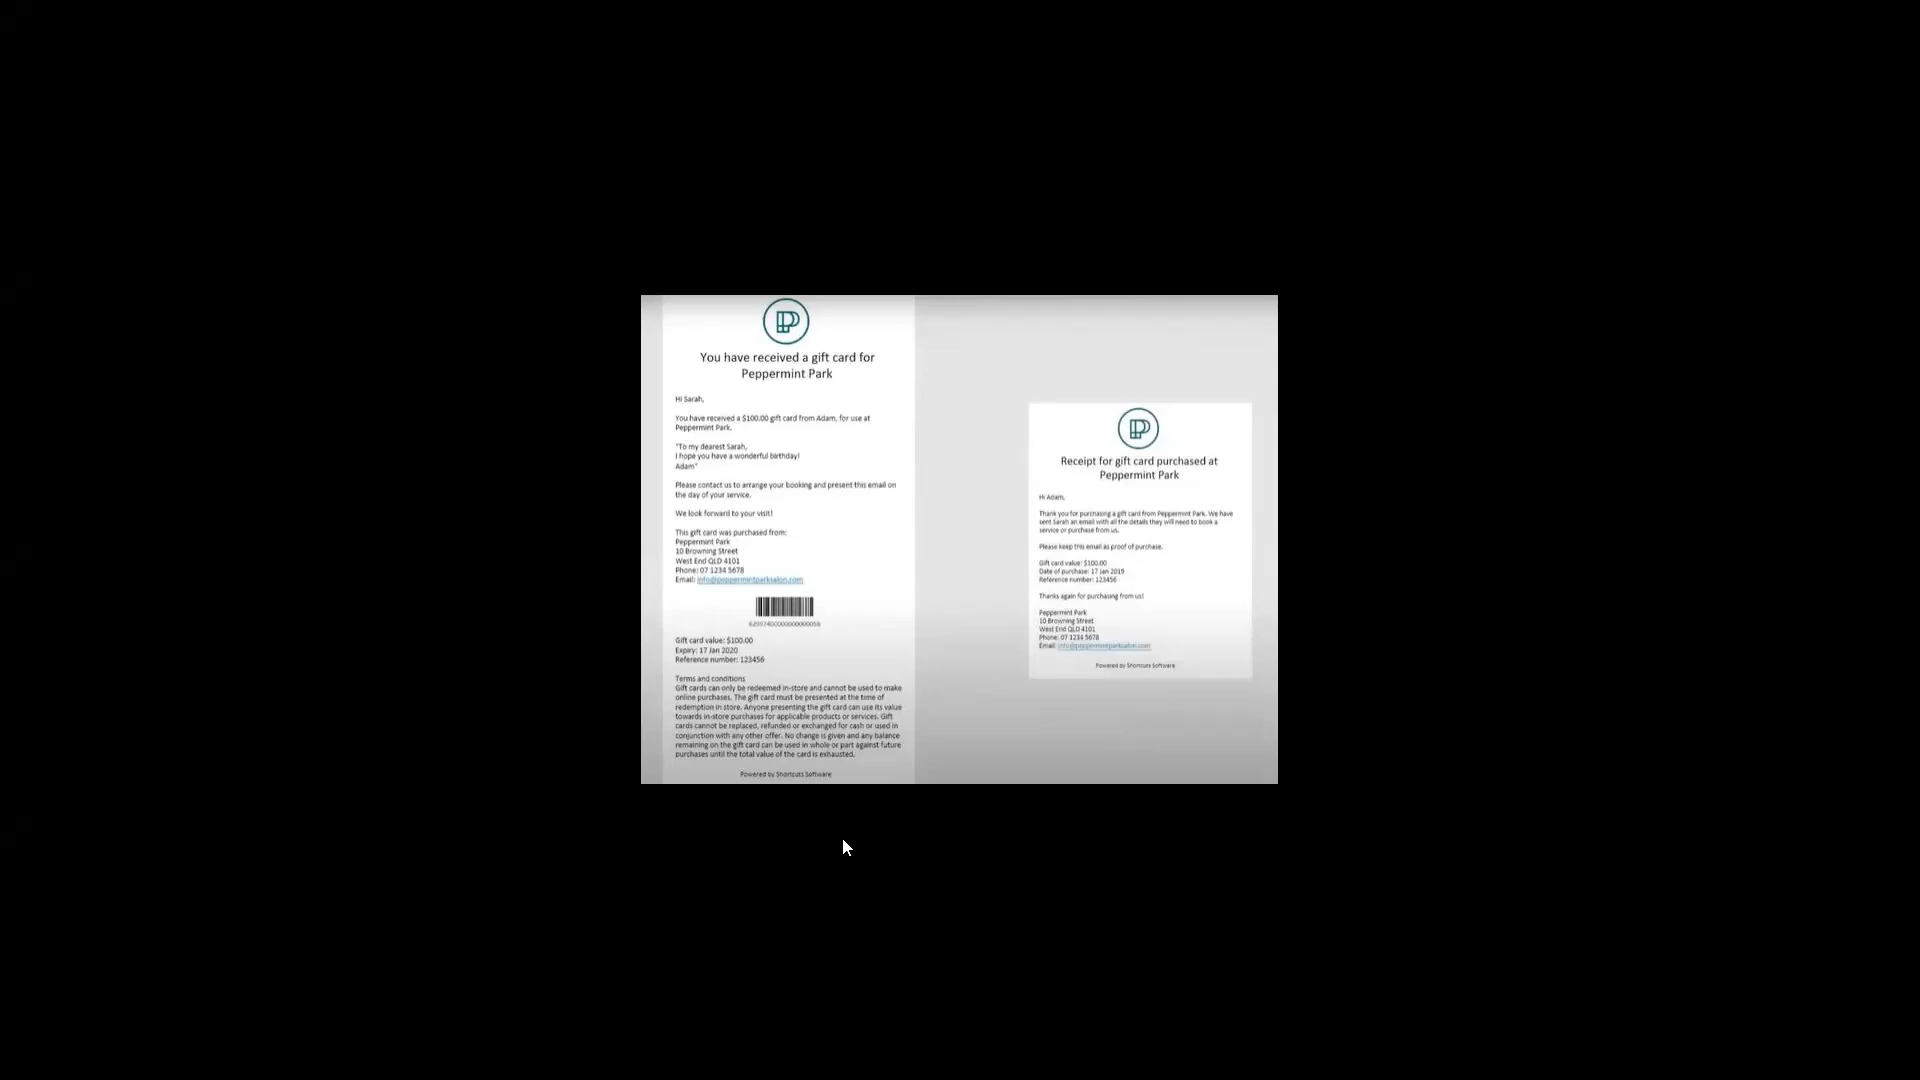 You have received a gift card for
Peppermint Park
Hi Sarah,
You have received a $100.00 gift card from Adam, for use at
Peppermint Park.
"To my dearest Sarah,
I hope you have a wonderful birthday!
Adam"
Please contact us to arrange your booking and present this email on
the day of your service.
We look forward to your visit!
This gift card was purchased from:
Peppermint Park
10 Browning Street
West End QLD 4101
Phone: 07 1234 5678
Email: info@peppermintparksalon.com
Gift card value: $100.00
Expiry: 17 Jan 2020
Reference number: 123456
Terms and conditions
Gift cards can only be redeemed in-store and cannot be used to make
online purchases. The gift card must be presented at the time of
redemption in store. Anyone presenting the gift card can use its value
towards in-store purchases for applicable products or services. Gift
cards cannot be replaced, refunded or exchanged for cash or used in
conjunction with any other offer. No change is given and any balance
remaining on the gift card can be used in whole or part against future
purchases until the total value of the card is exhausted.
Powered by Shortcuts Software
Receipt for gift card purchased at
Peppermint Park
Hi Adam,
Thank you for purchasing a gift card from Peppermint Park. We have
sent Sarah an email with all the details they will need to book a
service or purchase from us.
Please keep this email as proof of purchase.
Gift card value: $100.00
Date of purchase: 17 Jan 2019
Reference number: 123456
Thanks again for purchasing from us!
Peppermint Park
10 Browning Street
West End QLD 4101
Phone: 07 1234 5678
Email: info@peppermintparksalon.com
Powered by Shortcuts Software